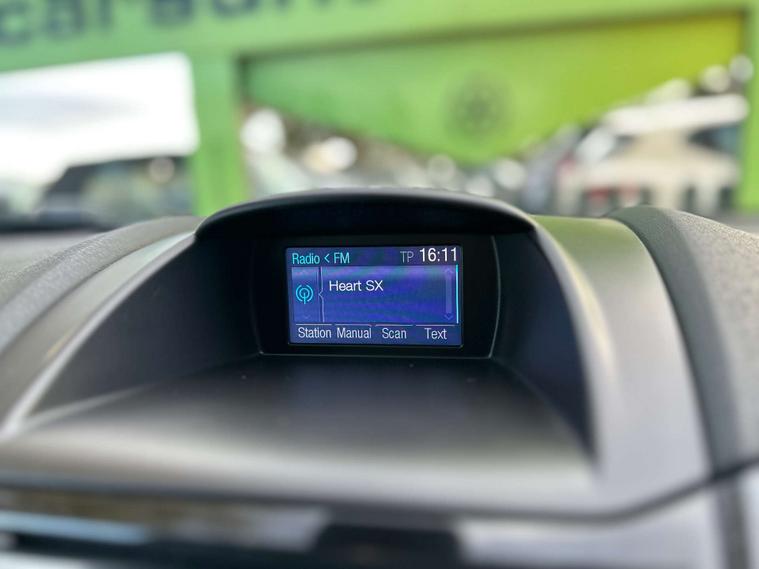 Radio < FM TP 16:11
Heart SX
Station Manual Scan Text